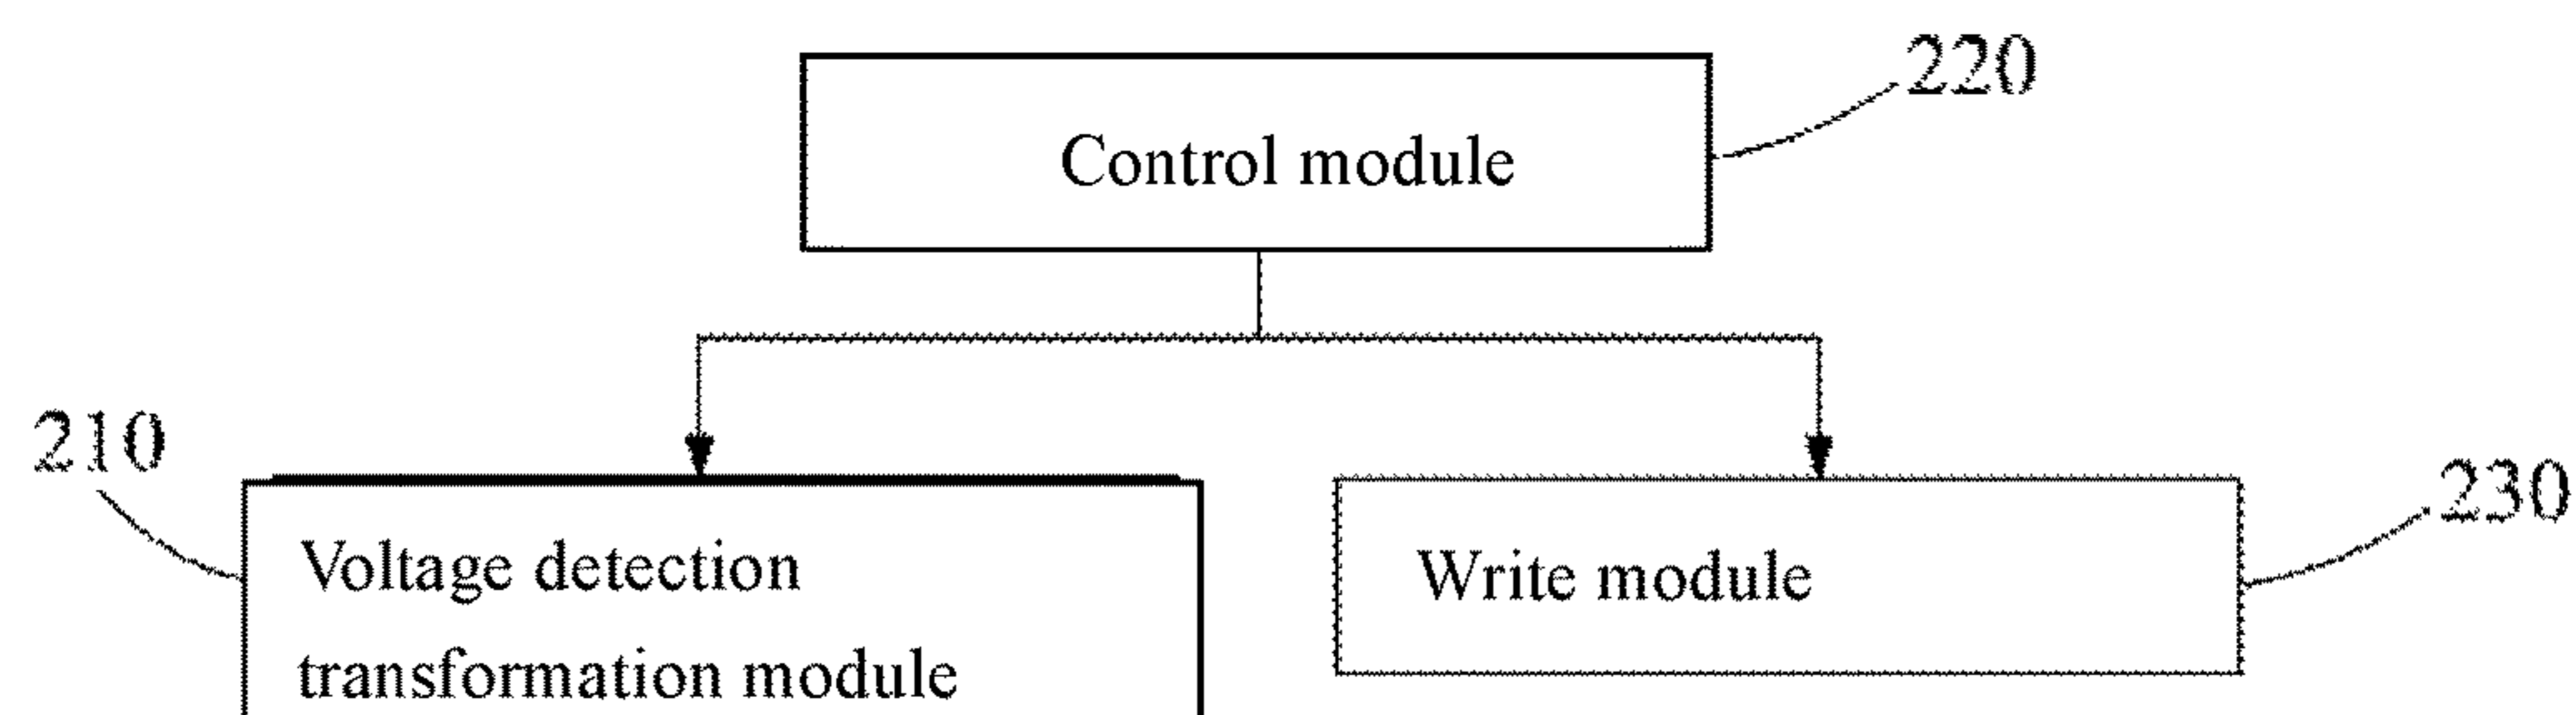 220
Control module
210
230
Voltage detection
transformation module
Write module